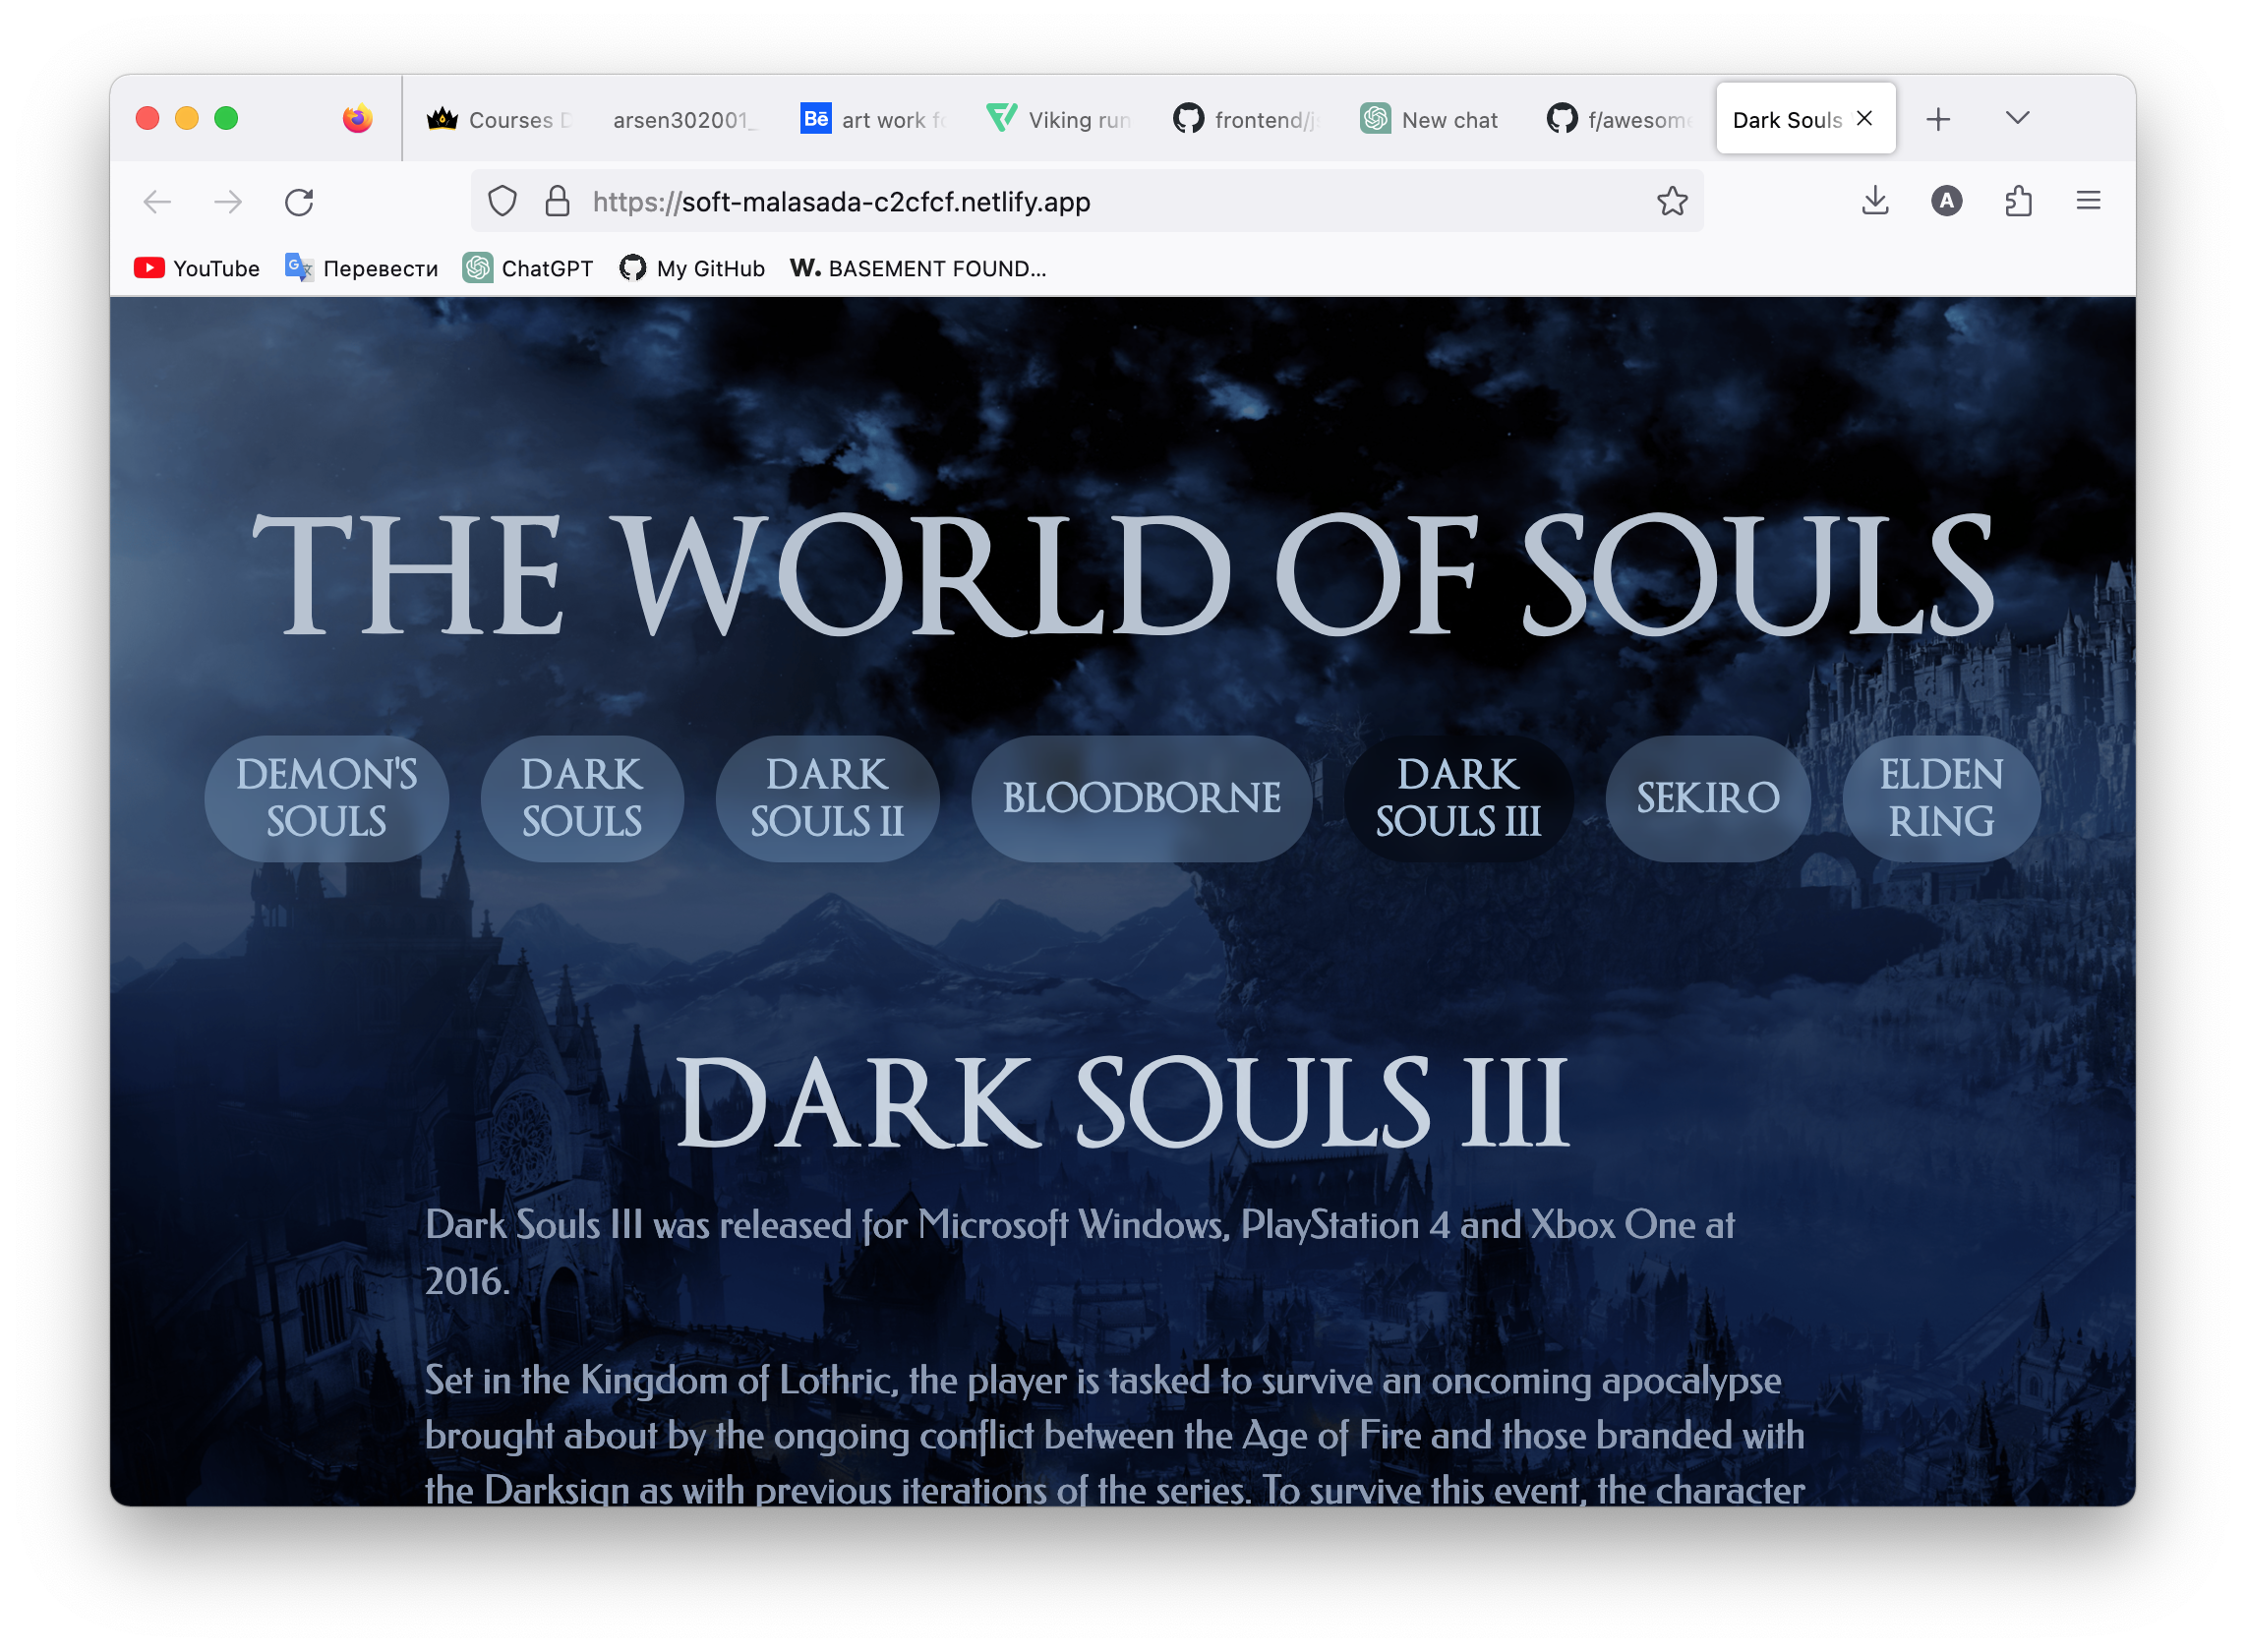 Courses D
arsen302001_
Bē art work fo
Viking run
frontend/js
New chat
f/awesome
Dark Souls
https://soft-malasada-c2cfcf.netlify.app
A
YouTube
Перевести
ChatGPT
My GitHub
W. BASEMENT FOUND...
THE WORLD OF SOULS
DEMON'S
SOULS
DARK
SOULS
DARK
SOULS II
BLOODBORNE
DARK
SOULS III
SEKIRO
ELDEN
RING
DARK SOULS III
Dark Souls III was released for Microsoft Windows, PlayStation 4 and Xbox One at
2016.
Set in the Kingdom of Lothric, the player is tasked to survive an oncoming apocalypse
brought about by the ongoing conflict between the Age of Fire and those branded with
the Darksign as with previous iterations of the series. To survive this event, the character